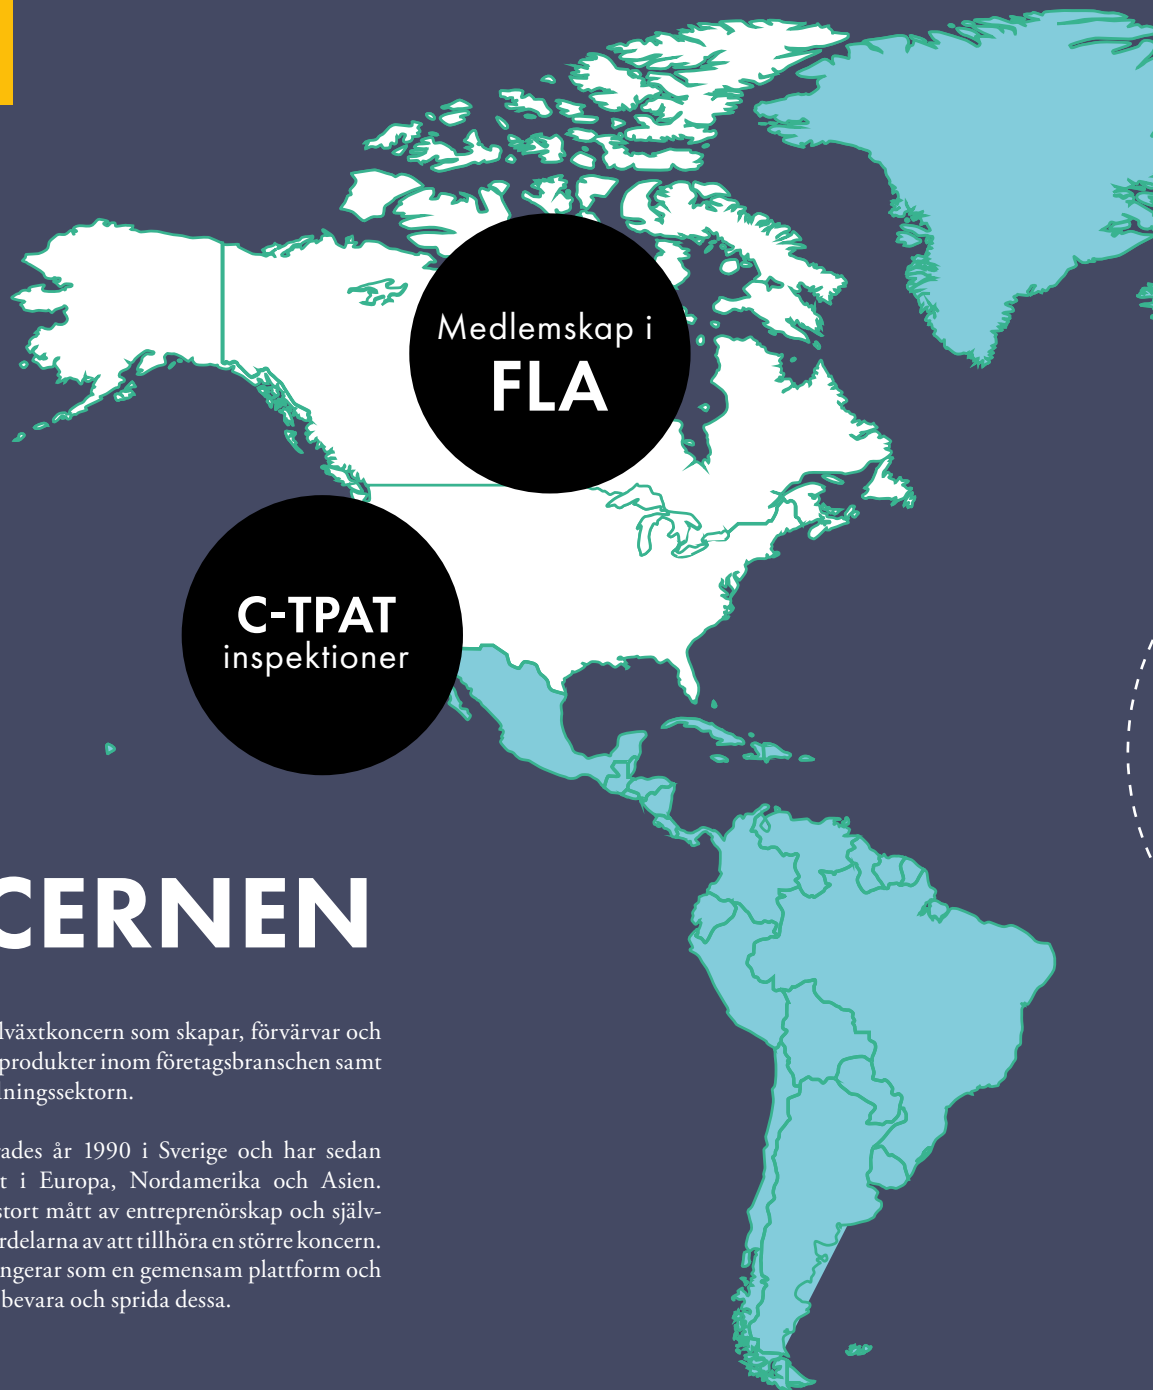 Medlemskap i
FLA
C-TPAT
inspektioner
CERNEN
lväxtkoncern som skapar, förvärvar och
produkter inom företagsbranschen samt
lningssektorn.
ades år 1990 i Sverige och har sedan
t i Europa, Nordamerika och Asien.
stort mått av entreprenörskap och själv-
rdelarna av att tillhöra en större koncern.
ngerar som en gemensam plattform och
bevara och sprida dessa.